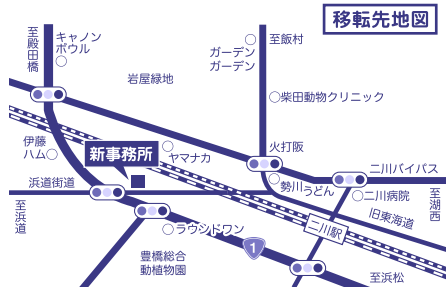 移転先地図
至殿田橋
キャノン
ボウル
ガーデン
ガーデン
至飯村
岩屋緑地
柴田動物クリニック
伊藤
ハム
新事務所
ヤマナカ
火打阪
二川バイパス
浜道街道
勢川うどん
二川病院
至湖西
至浜道
ラウンドワン
旧東海道
二川駅
豊橋総合
動植物園
1
至浜松